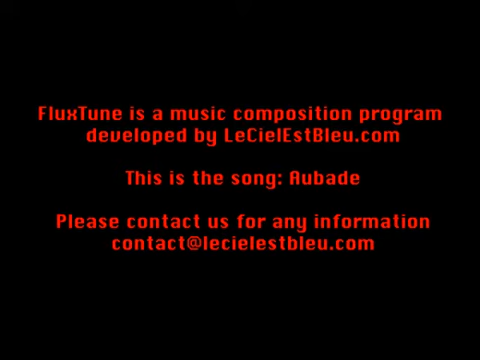 FluxTune is a music composition program
developed by LeCielEstBleu.com
This is the song: Aubade
Please contact us for any information
contact@lecielestbleu.com